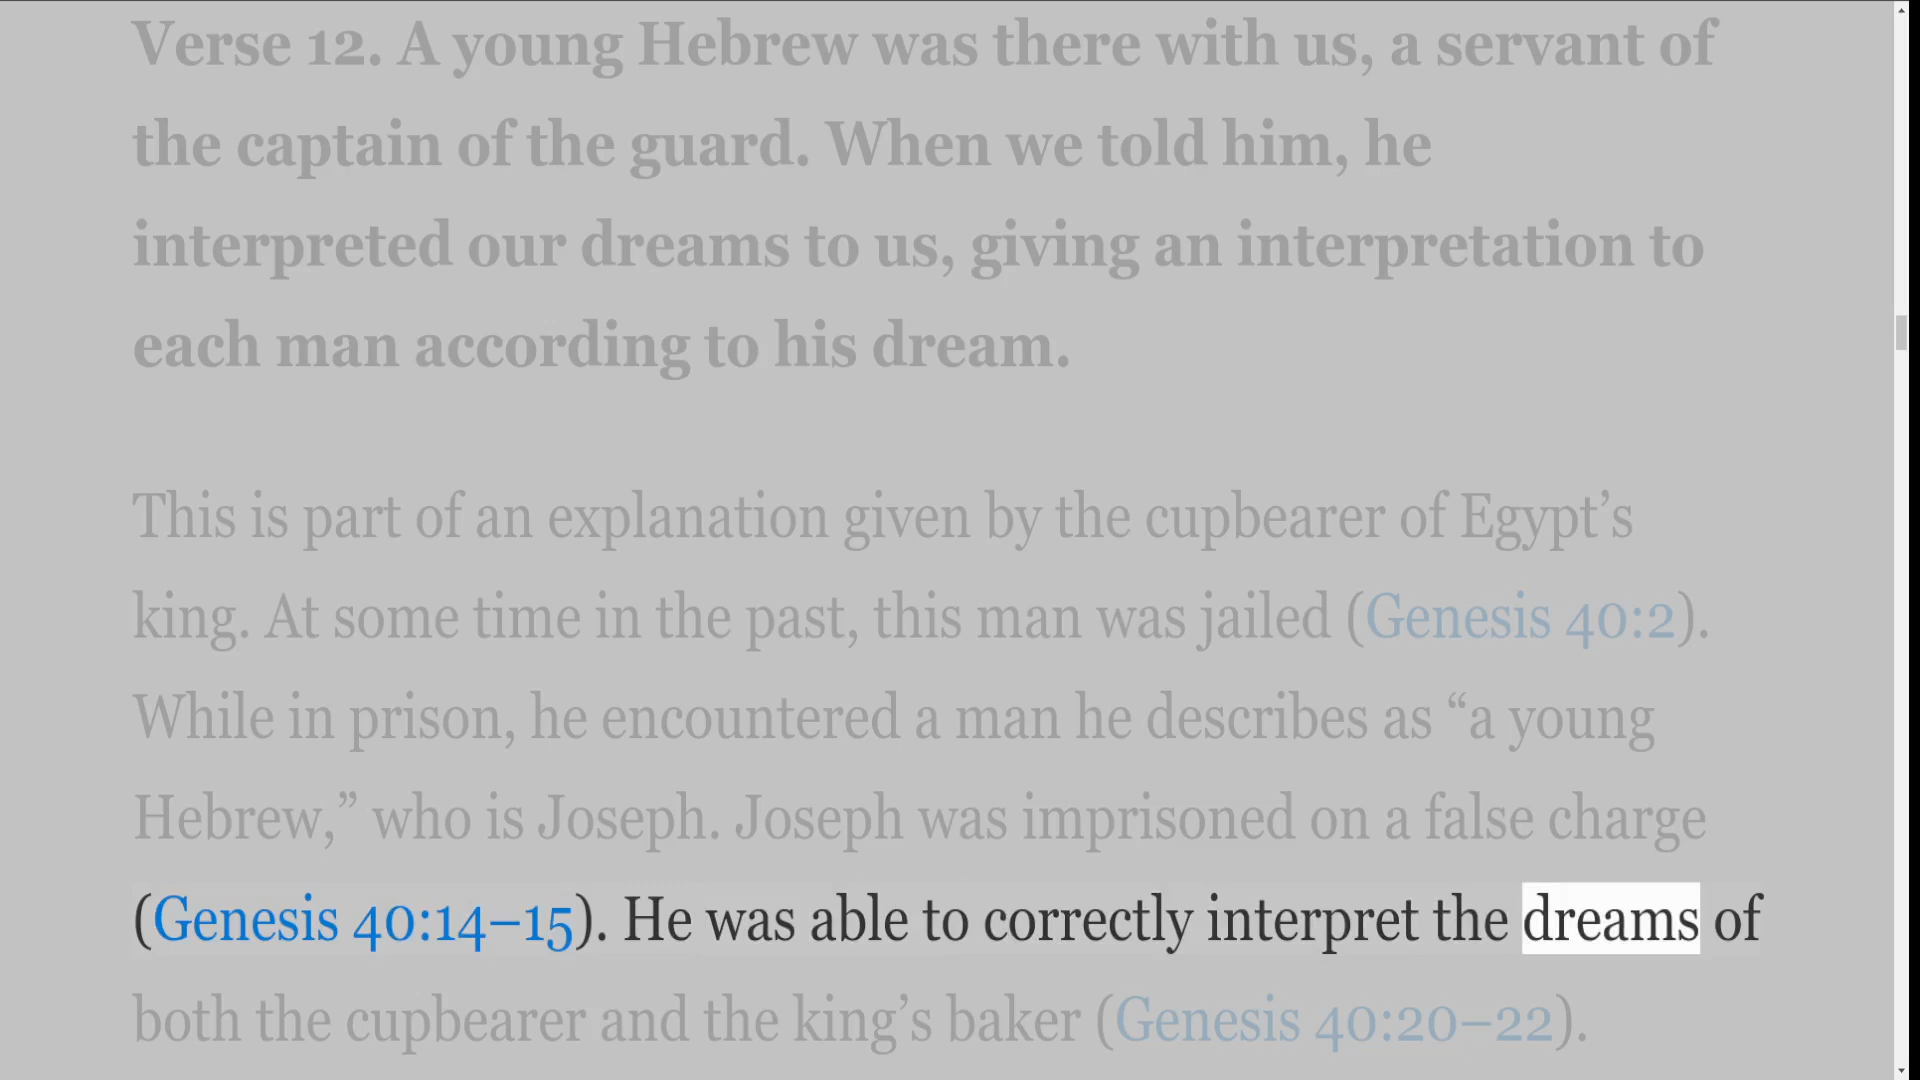 Verse 12. A young Hebrew was there with us, a servant of
the captain of the guard. When we told him, he
interpreted our dreams to us, giving an interpretation to
each man according to his dream.
This is part of an explanation given by the cupbearer of Egypt’s
king. At some time in the past, this man was jailed (Genesis 40:2).
While in prison, he encountered a man he describes as “a young
Hebrew,” who is Joseph. Joseph was imprisoned on a false charge
(Genesis 40:14–15). He was able to correctly interpret the dreams of
both the cupbearer and the king’s baker (Genesis 40:20–22).